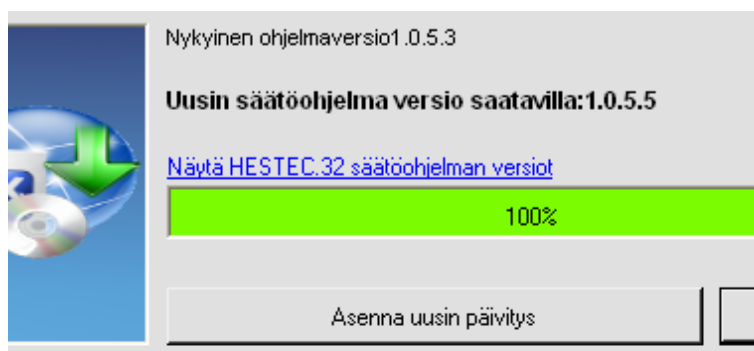 Nykyinen ohjelmaversio1.0.5.3
Uusin säätöohjelma versio saatavilla:1.0.5.5
Näytä HESTEC.32 säätöohjelman versiot
100%
Asenna uusin päivitys